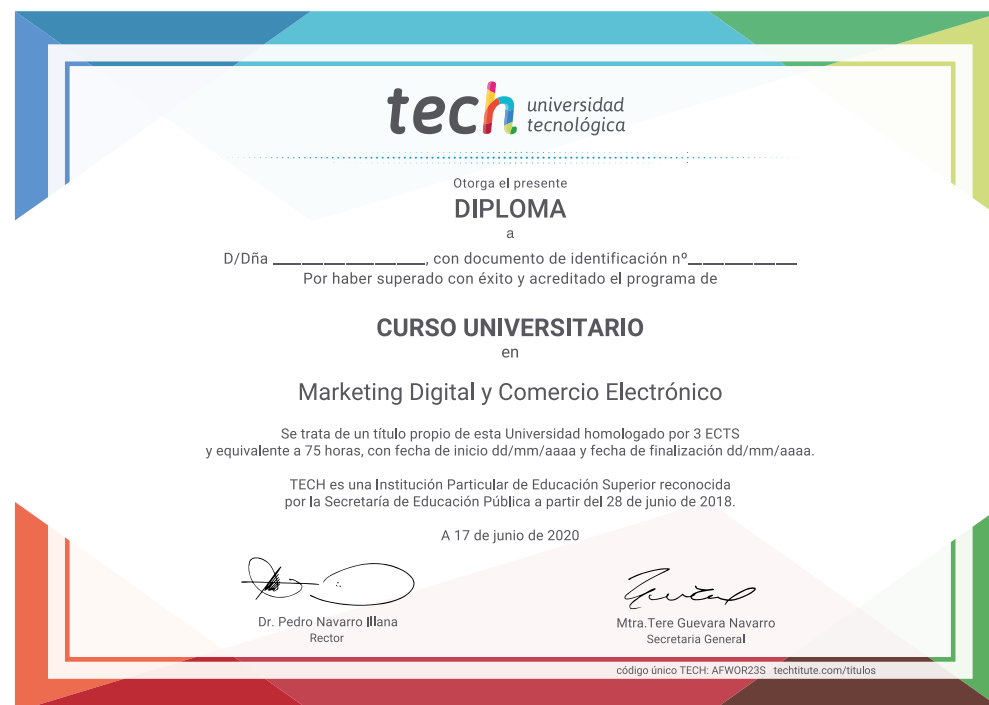 tech universidad
tecnológica
Otorga el presente
DIPLOMA
a
D/Dña ________________, con documento de identificación nº____________
Por haber superado con éxito y acreditado el programa de
CURSO UNIVERSITARIO
en
Marketing Digital y Comercio Electrónico
Se trata de un título propio de esta Universidad homologado por 3 ECTS
y equivalente a 75 horas, con fecha de inicio dd/mm/aaaa y fecha de finalización dd/mm/aaaa.
TECH es una Institución Particular de Educación Superior reconocida
por la Secretaría de Educación Pública a partir del 28 de junio de 2018.
A 17 de junio de 2020
Dr. Pedro Navarro Illana
Rector
Mtra.Tere Guevara Navarro
Secretaria General
código único TECH: AFWOR23S techtitute.com/titulos